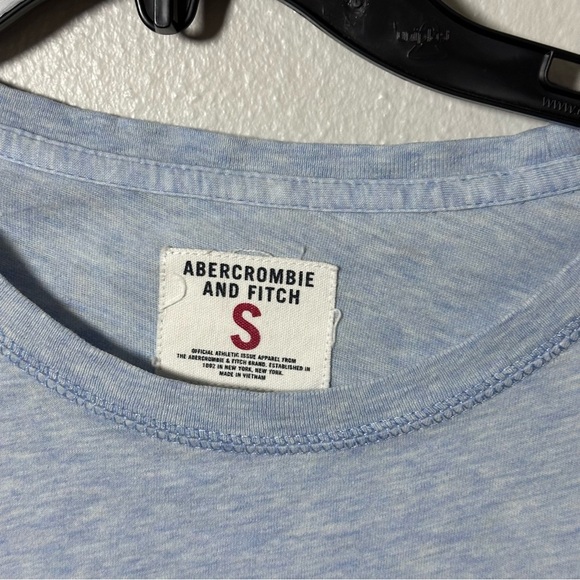 ABERCROMBIE
AND FITCH
S
OFFICIAL ATHLETIC ISSUE APPAREL FROM
THE ABERCROMBIE & FITCH BRAND. ESTABLISHED IN
1892 IN NEW YORK, NEW YORK.
MADE IN VIETNAM